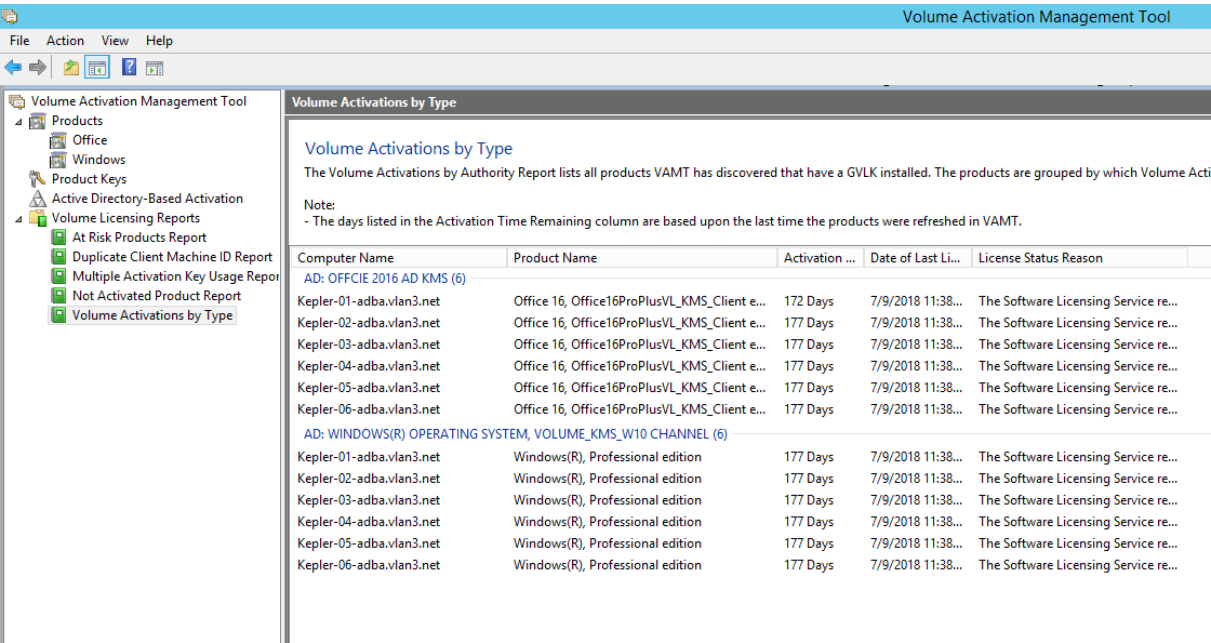 Volume Activation Management Tool
File Action View Help
Volume Activation Management Tool
Products
Office
Windows
Product Keys
Active Directory-Based Activation
Volume Licensing Reports
At Risk Products Report
Duplicate Client Machine ID Report
Multiple Activation Key Usage Repor
Not Activated Product Report
Volume Activations by Type
Volume Activations by Type
Volume Activations by Type
The Volume Activations by Authority Report lists all products VAMT has discovered that have a GVLK installed. The products are grouped by which Volume Acti
Note:
- The days listed in the Activation Time Remaining column are based upon the last time the products were refreshed in VAMT.
Computer Name Product Name Activation ... Date of Last Li... License Status Reason
AD: OFFCIE 2016 AD KMS (6)
Kepler-01-adba.vlan3.net Office 16, Office16ProPlusVL_KMS_Client e... 172 Days 7/9/2018 11:38... The Software Licensing Service re...
Kepler-02-adba.vlan3.net Office 16, Office16ProPlusVL_KMS_Client e... 177 Days 7/9/2018 11:38... The Software Licensing Service re...
Kepler-03-adba.vlan3.net Office 16, Office16ProPlusVL_KMS_Client e... 177 Days 7/9/2018 11:38... The Software Licensing Service re...
Kepler-04-adba.vlan3.net Office 16, Office16ProPlusVL_KMS_Client e... 177 Days 7/9/2018 11:38... The Software Licensing Service re...
Kepler-05-adba.vlan3.net Office 16, Office16ProPlusVL_KMS_Client e... 177 Days 7/9/2018 11:38... The Software Licensing Service re...
Kepler-06-adba.vlan3.net Office 16, Office16ProPlusVL_KMS_Client e... 177 Days 7/9/2018 11:38... The Software Licensing Service re...
AD: WINDOWS(R) OPERATING SYSTEM, VOLUME_KMS_W10 CHANNEL (6)
Kepler-01-adba.vlan3.net Windows(R), Professional edition 177 Days 7/9/2018 11:38... The Software Licensing Service re...
Kepler-02-adba.vlan3.net Windows(R), Professional edition 177 Days 7/9/2018 11:38... The Software Licensing Service re...
Kepler-03-adba.vlan3.net Windows(R), Professional edition 177 Days 7/9/2018 11:38... The Software Licensing Service re...
Kepler-04-adba.vlan3.net Windows(R), Professional edition 177 Days 7/9/2018 11:38... The Software Licensing Service re...
Kepler-05-adba.vlan3.net Windows(R), Professional edition 177 Days 7/9/2018 11:38... The Software Licensing Service re...
Kepler-06-adba.vlan3.net Windows(R), Professional edition 177 Days 7/9/2018 11:38... The Software Licensing Service re...